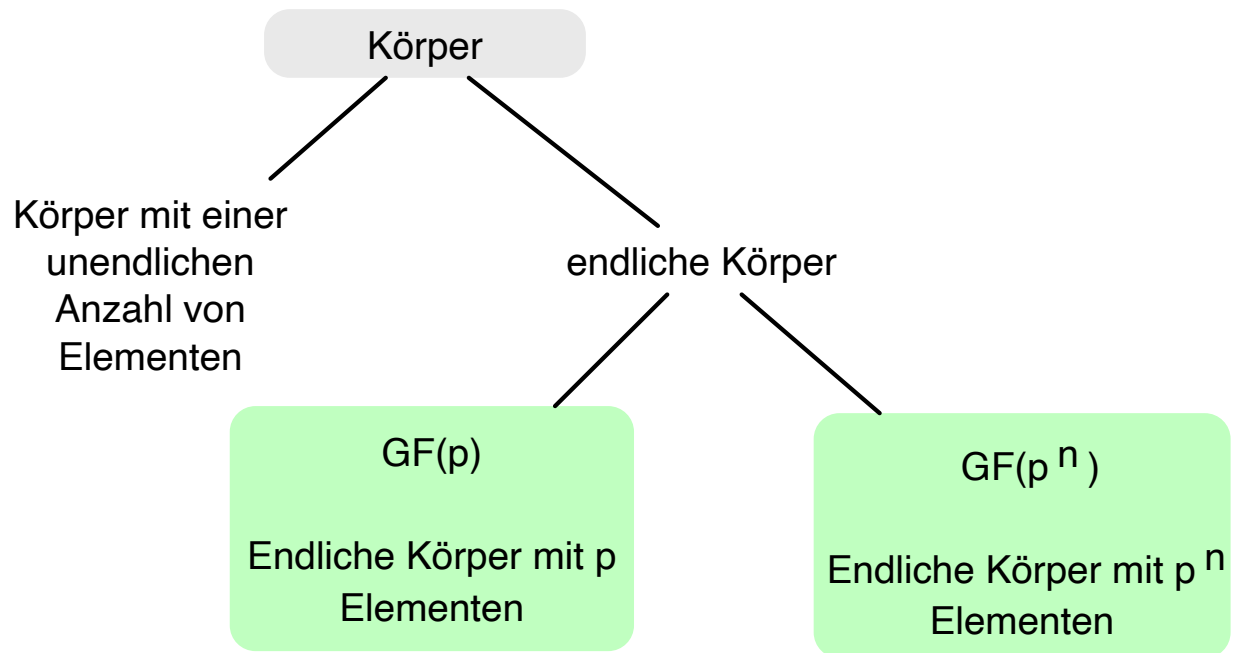 Körper
Körper mit einer
unendlichen
Anzahl von
Elementen
endliche Körper
GF(p)
Endliche Körper mit p
Elementen
GF(p n )
Endliche Körper mit p n
Elementen